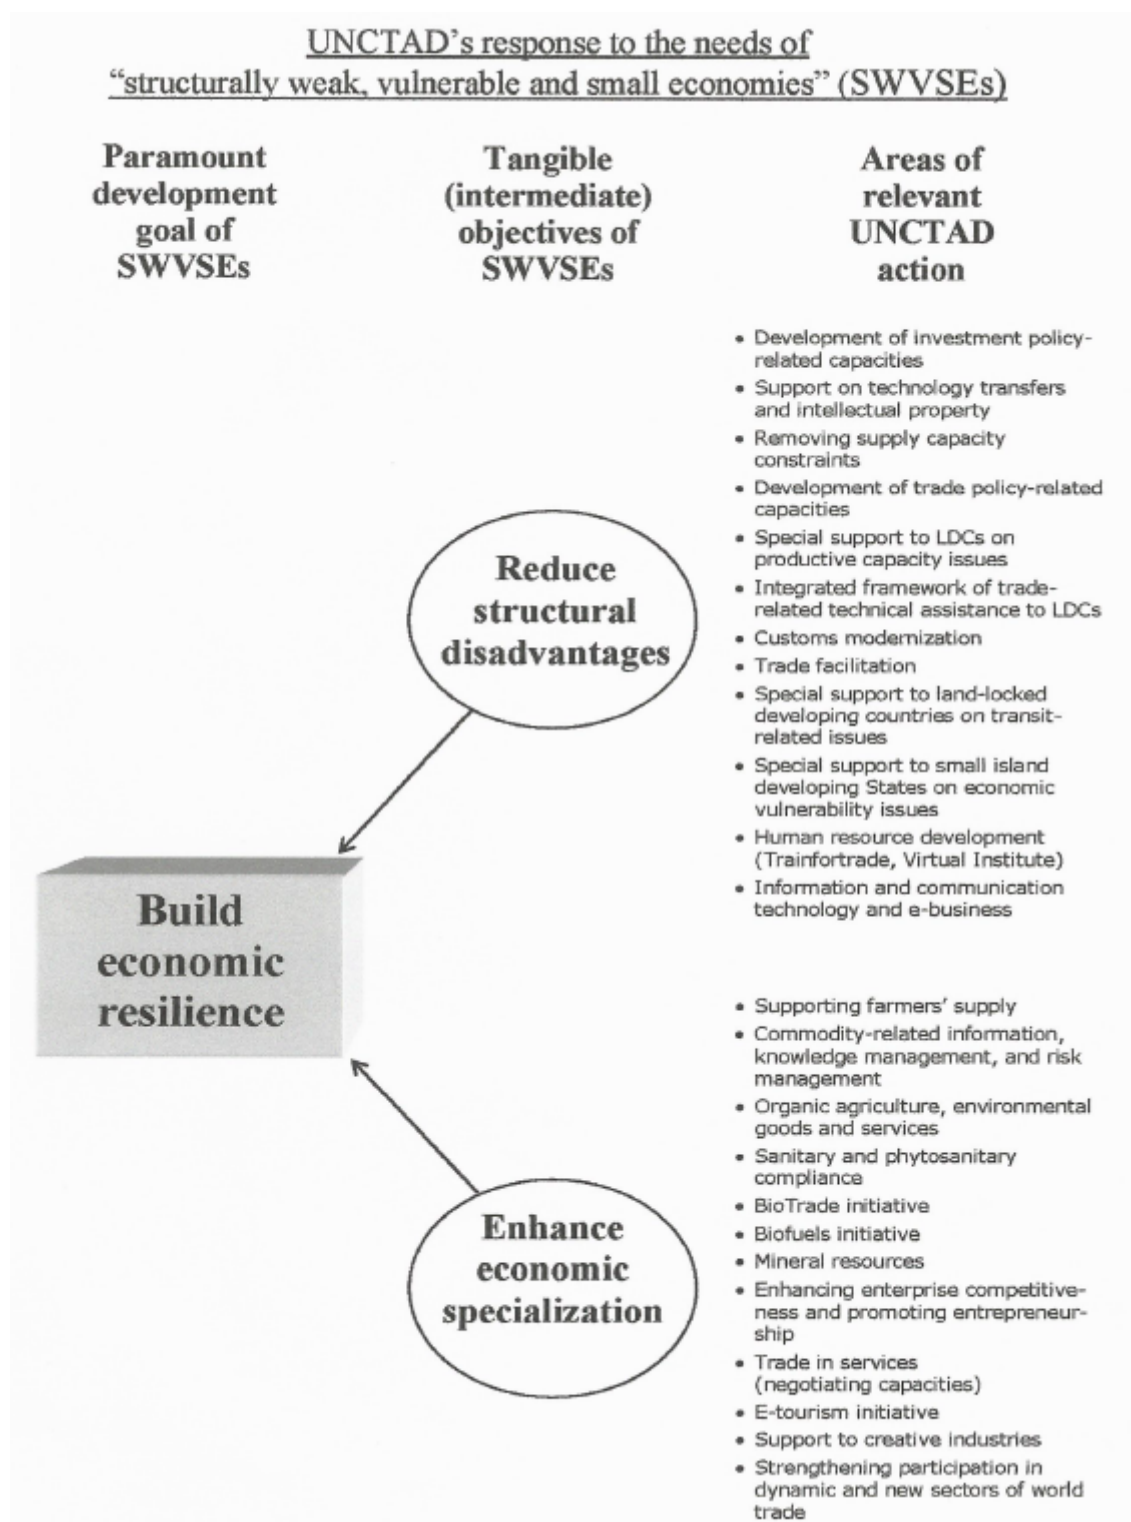 UNCTAD's response to the needs of
“structurally weak, vulnerable and small economies” (SWVSEs)
Paramount
development
goal of
SWVSEs
Tangible
(intermediate)
objectives of
SWVSEs
Areas of
relevant
UNCTAD
action
• Development of investment policy-
related capacities
• Support on technology transfers
and intellectual property
• Removing supply capacity
constraints
• Development of trade policy-related
capacities
• Special support to LDCs on
productive capacity issues
• Integrated framework of trade-
related technical assistance to LDCs
• Customs modernization
• Trade facilitation
• Special support to land-locked
developing countries on transit-
related issues
• Special support to small island
developing States on economic
vulnerability issues
• Human resource development
(Trainfortrade, Virtual Institute)
• Information and communication
technology and e-business
Reduce
structural
disadvantages
Build
economic
resilience
Enhance
economic
specialization
• Supporting farmers' supply
• Commodity-related information,
knowledge management, and risk
management
• Organic agriculture, environmental
goods and services
• Sanitary and phytosanitary
compliance
• BioTrade initiative
• Biofuels initiative
• Mineral resources
• Enhancing enterprise competitive-
ness and promoting entrepreneur-
ship
• Trade in services
(negotiating capacities)
• E-tourism initiative
• Support to creative industries
• Strengthening participation in
dynamic and new sectors of world
trade